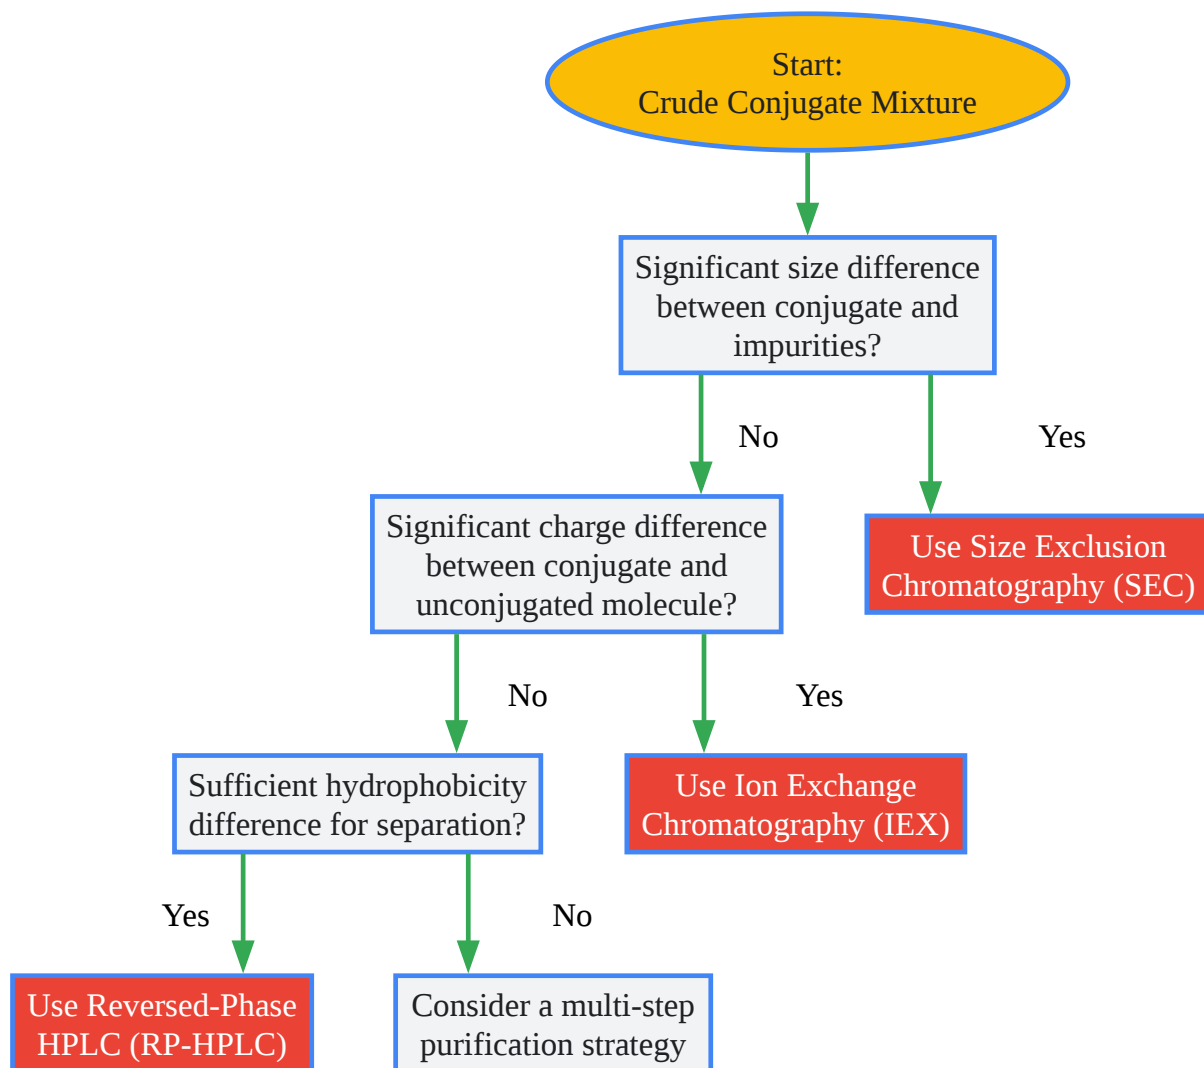 Start:
Crude Conjugate Mixture
Significant size difference
between conjugate and
impurities?
No
Yes
Significant charge difference
between conjugate and
unconjugated molecule?
Use Size Exclusion
Chromatography (SEC)
No
Yes
Sufficient hydrophobicity
difference for separation?
Use Ion Exchange
Chromatography (IEX)
Yes
No
Use Reversed-Phase
HPLC (RP-HPLC)
Consider a multi-step
purification strategy